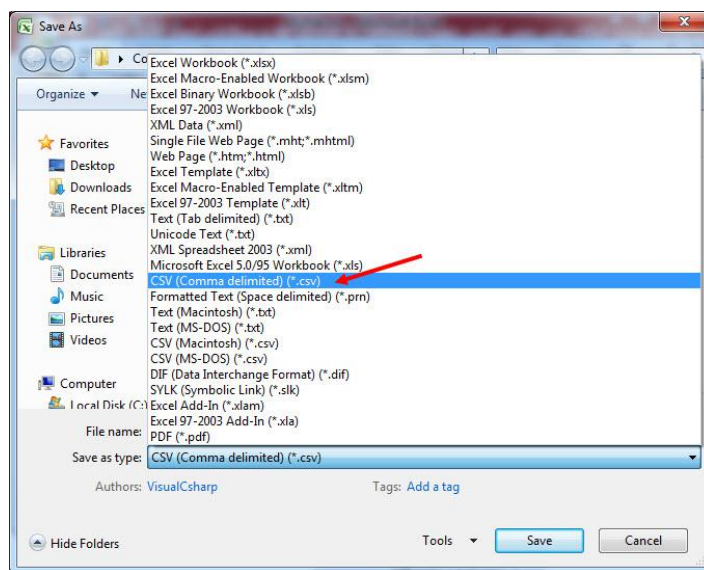 Save As
Co
Organize
Ne
Favorites
Desktop
Downloads
Recent Places
Libraries
Documents
Music
Pictures
Videos
Computer
Local Disk (C:)
Excel Workbook (*.xlsx)
Excel Macro-Enabled Workbook (*.xlsm)
Excel Binary Workbook (*.xlsb)
Excel 97-2003 Workbook (*.xls)
XML Data (*.xml)
Single File Web Page (*.mht;*.mhtml)
Web Page (*.htm;*.html)
Excel Template (*.xltx)
Excel Macro-Enabled Template (*.xltm)
Excel 97-2003 Template (*.xlt)
Text (Tab delimited) (*.txt)
Unicode Text (*.txt)
XML Spreadsheet 2003 (*.xml)
Microsoft Excel 5.0/95 Workbook (*.xls)
CSV (Comma delimited) (*.csv)
Formatted Text (Space delimited) (*.prn)
Text (Macintosh) (*.txt)
Text (MS-DOS) (*.txt)
CSV (Macintosh) (*.csv)
CSV (MS-DOS) (*.csv)
DIF (Data Interchange Format) (*.dif)
SYLK (Symbolic Link) (*.slk)
Excel Add-In (*.xlam)
Excel 97-2003 Add-In (*.xla)
PDF (*.pdf)
File name:
Save as type: CSV (Comma delimited) (*.csv)
Authors: VisualCsharp Tags: Add a tag
Hide Folders Tools Save Cancel